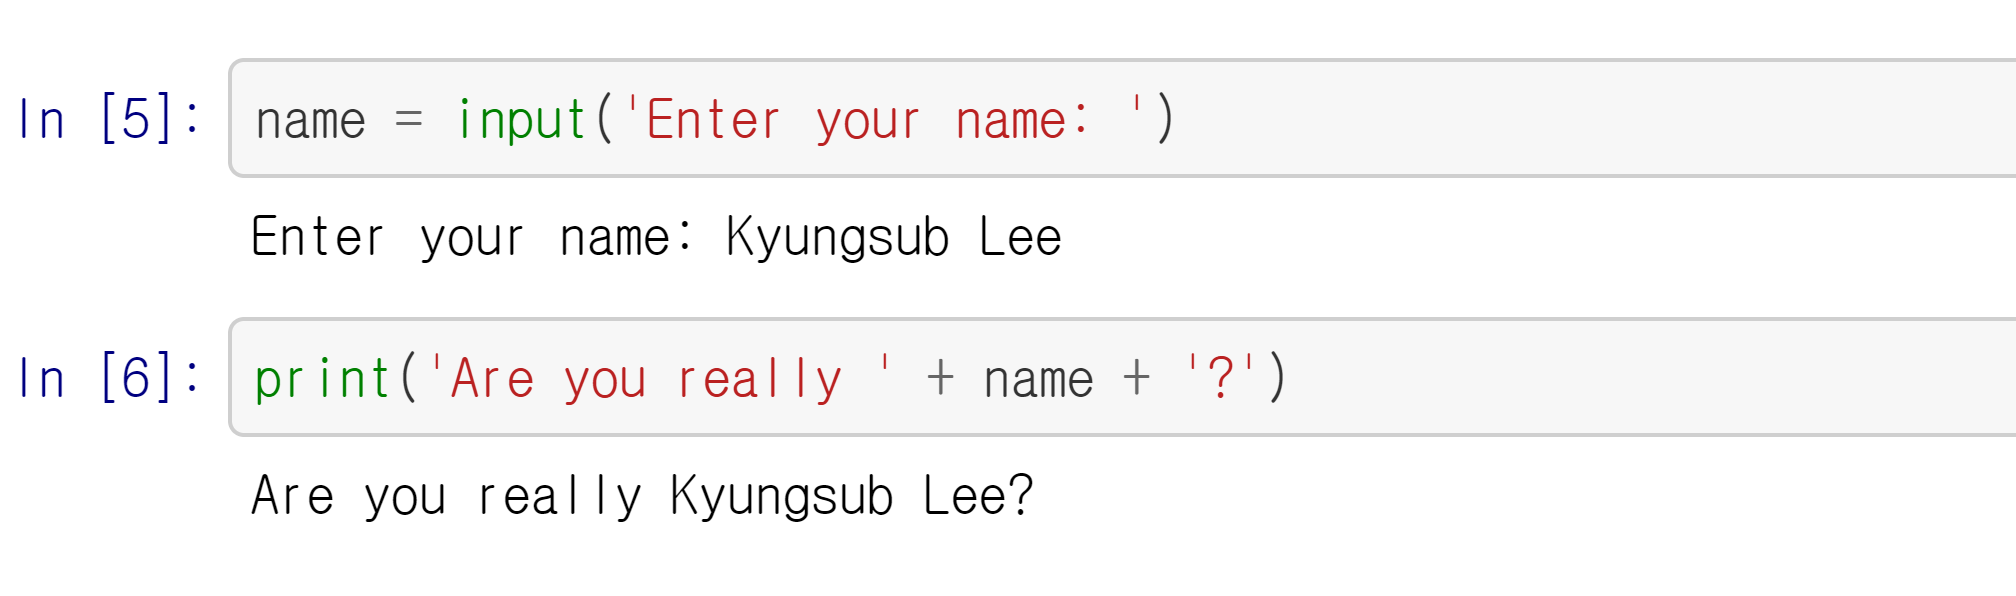 In [5]: name = input('Enter your name: ')
Enter your name: Kyungsub Lee
In [6]: print('Are you really ' + name + '?')
Are you really Kyungsub Lee?